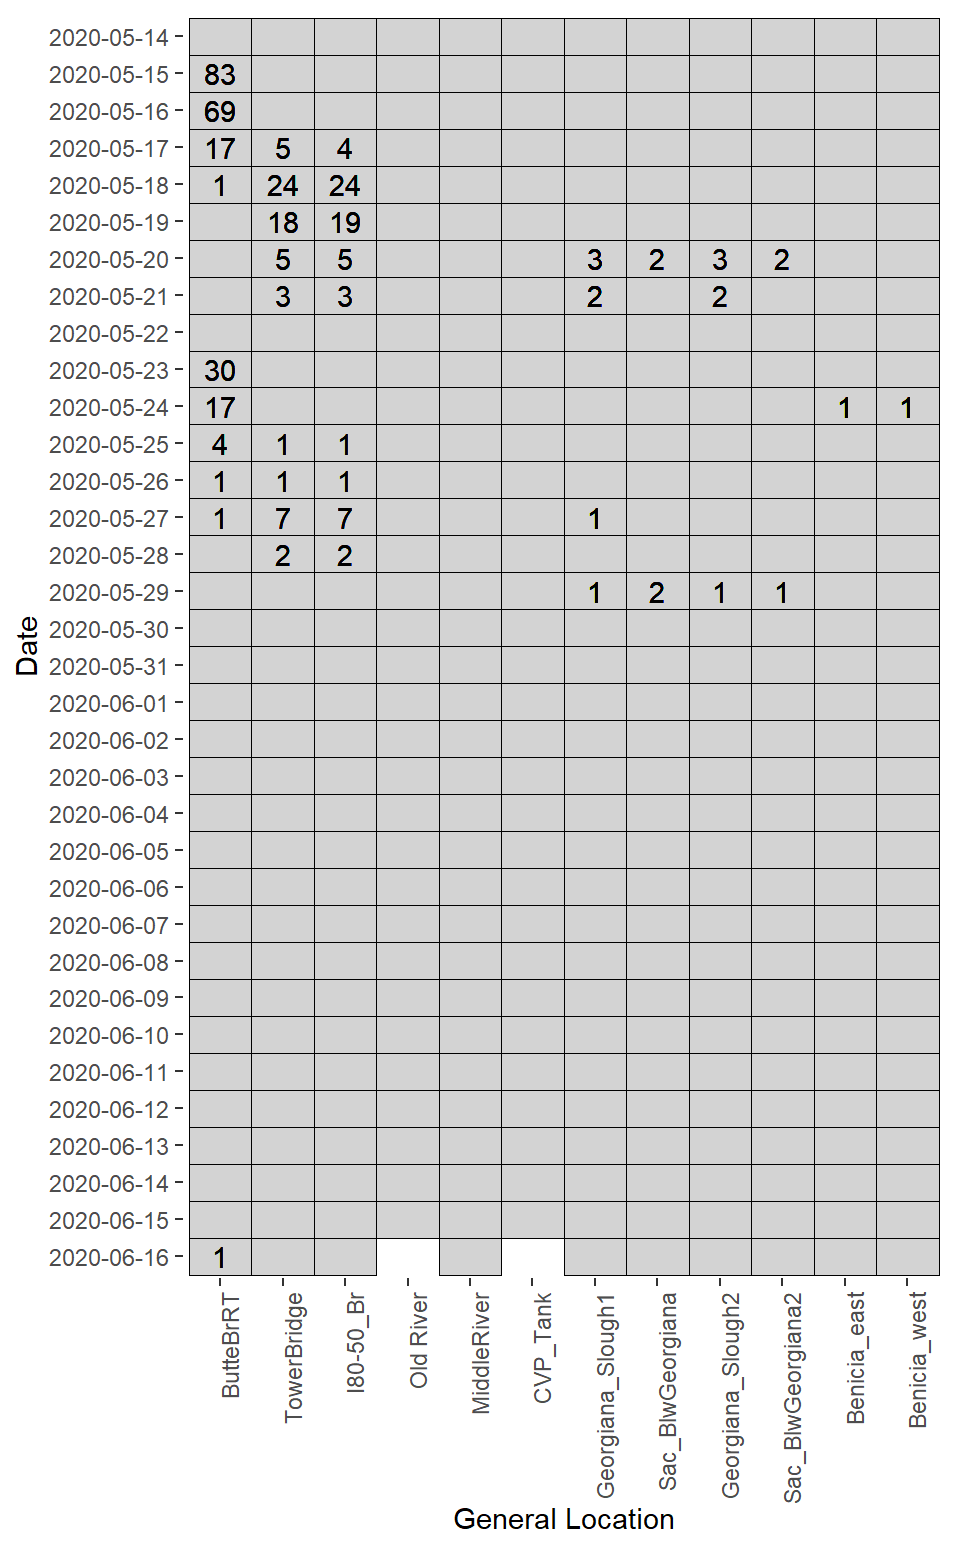 2020-05-14
2020-05-15 83
2020-05-16 69
2020-05-17 17 5 4
2020-05-18 1 24 24
2020-05-19 18 19
2020-05-20 5 5 3 2 3 2
2020-05-21 3 3 2 2
2020-05-22
2020-05-23 30
2020-05-24 17 1 1
2020-05-25 4 1 1
2020-05-26 1 1 1
2020-05-27 1 7 7 1
2020-05-28 2 2
2020-05-29 1 2 1 1
2020-05-30
2020-05-31
2020-06-01
2020-06-02
2020-06-03
2020-06-04
2020-06-05
2020-06-06
2020-06-07
2020-06-08
2020-06-09
2020-06-10
2020-06-11
2020-06-12
2020-06-13
2020-06-14
2020-06-15
2020-06-16 1
Date
ButteBrRT
TowerBridge
I80-50_Br
Old River
MiddleRiver
CVP_Tank
Georgiana_Slough1
Sac_BlwGeorgiana
Georgiana_Slough2
Sac_BlwGeorgiana2
Benicia_east
Benicia_west
General Location